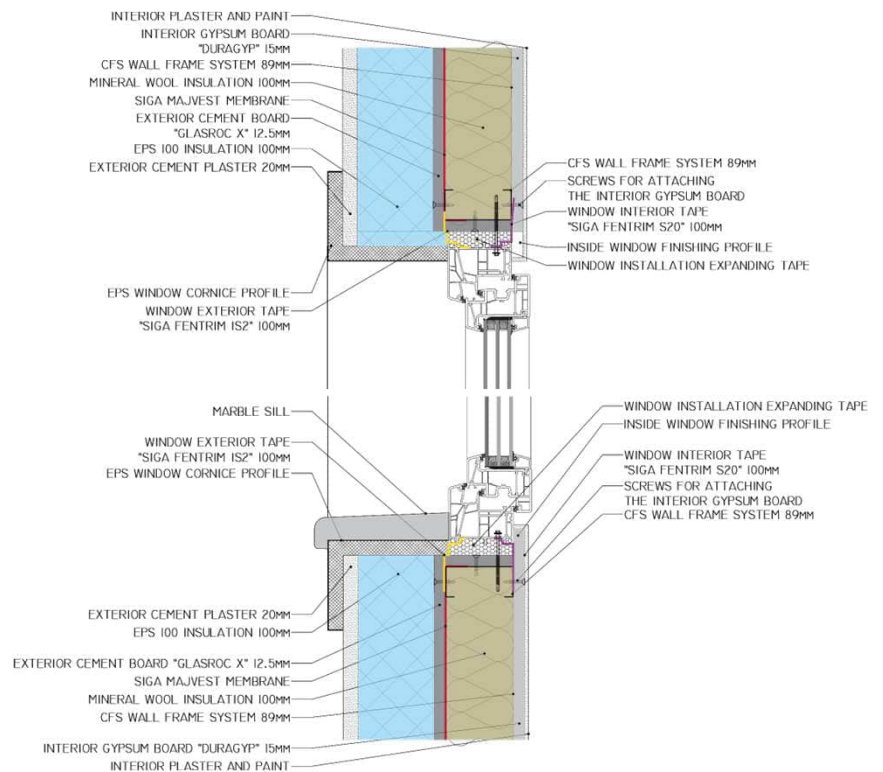 INTERIOR PLASTER AND PAINT
INTERIOR GYPSUM BOARD
"DURAGYP" 15MM
CFS WALL FRAME SYSTEM 89MM
MINERAL WOOL INSULATION 100MM
SIGA MAJVEST MEMBRANE
EXTERIOR CEMENT BOARD
"GLASROC X" 12.5MM
EPS 100 INSULATION 100MM
EXTERIOR CEMENT PLASTER 20MM
EPS WINDOW CORNICE PROFILE
WINDOW EXTERIOR TAPE
"SIGA FENTRIM IS2" 100MM
CFS WALL FRAME SYSTEM 89MM
SCREWS FOR ATTACHING
THE INTERIOR GYPSUM BOARD
WINDOW INTERIOR TAPE
"SIGA FENTRIM S20" 100MM
INSIDE WINDOW FINISHING PROFILE
WINDOW INSTALLATION EXPANDING TAPE
MARBLE SILL
WINDOW EXTERIOR TAPE
"SIGA FENTRIM IS2" 100MM
EPS WINDOW CORNICE PROFILE
EXTERIOR CEMENT PLASTER 20MM
EPS 100 INSULATION 100MM
EXTERIOR CEMENT BOARD "GLASROC X" 12.5MM
SIGA MAJVEST MEMBRANE
MINERAL WOOL INSULATION 100MM
CFS WALL FRAME SYSTEM 89MM
INTERIOR GYPSUM BOARD "DURAGYP" 15MM
INTERIOR PLASTER AND PAINT
WINDOW INSTALLATION EXPANDING TAPE
INSIDE WINDOW FINISHING PROFILE
WINDOW INTERIOR TAPE
"SIGA FENTRIM S20" 100MM
SCREWS FOR ATTACHING
THE INTERIOR GYPSUM BOARD
CFS WALL FRAME SYSTEM 89MM